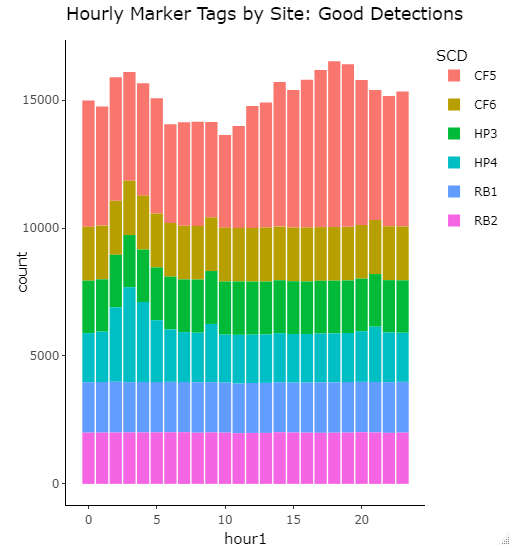 Hourly Marker Tags by Site: Good Detections
SCD
CF5
CF6
HP3
HP4
RB1
RB2
15000
10000
5000
0
count
0 5 10 15 20
hour1